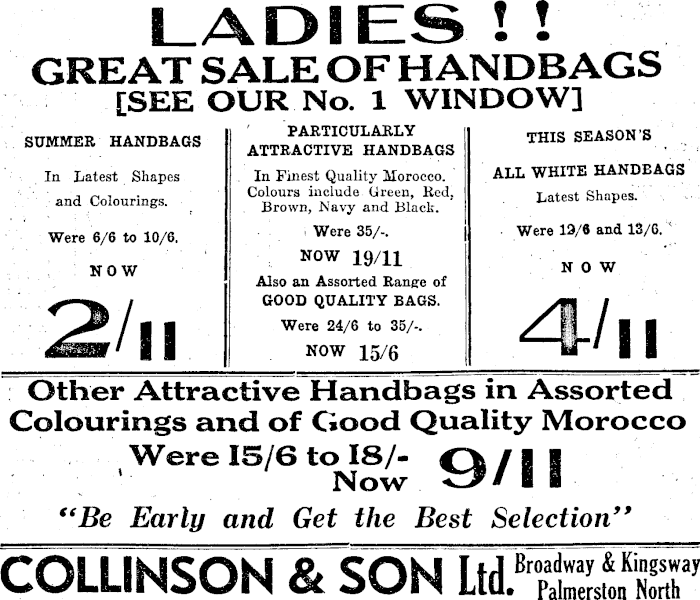 LADIES !!
GREAT SALE OF HANDBAGS
[SEE OUR No. 1 WINDOW]
SUMMER HANDBAGS
In Latest Shapes
and Colourings.
Were 6/6 to 10/6.
NOW
2/11
PARTICULARLY
ATTRACTIVE HANDBAGS
In Finest Quality Morocco.
Colours include Green, Red,
Brown, Navy and Black.
Were 35/-.
NOW 19/11
Also an Assorted Range of
GOOD QUALITY BAGS.
Were 24/6 to 35/-.
NOW 15/6
THIS SEASON'S
ALL WHITE HANDBAGS
Latest Shapes.
Were 12/6 and 13/6.
NOW
4/11
Other Attractive Handbags in Assorted
Colourings and of Good Quality Morocco
Were 15/6 to 18/-
Now 9/11
"Be Early and Get the Best Selection"
COLLINSON & SON Ltd. Broadway & Kingsway
Palmerston North